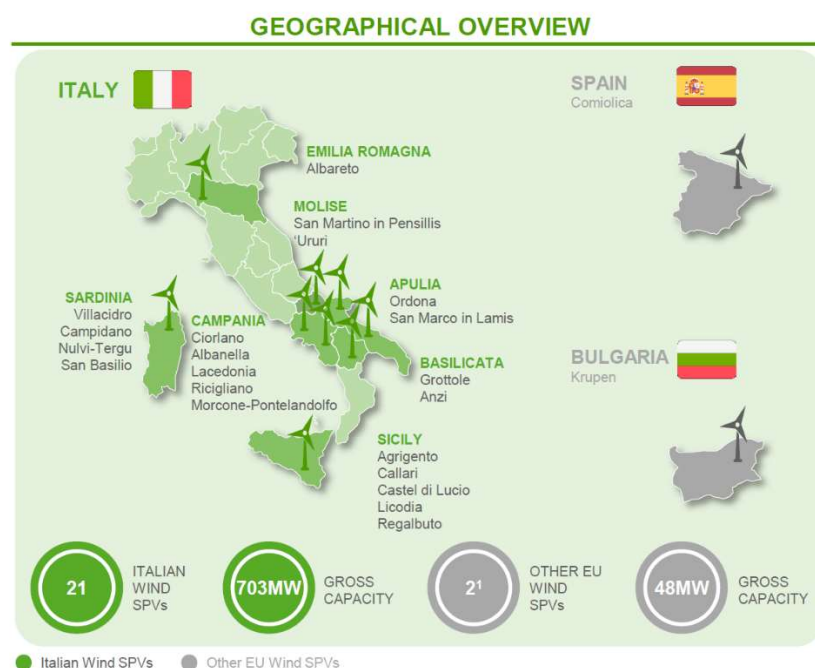 GEOGRAPHICAL OVERVIEW
ITALY
EMILIA ROMAGNA
Albareto
MOLISE
San Martino in Pensillis
‘Ururi
APULIA
Ordona
San Marco in Lamis
SARDINIA
Villacidro
Campidano
Nulvi-Tergu
San Basilio
CAMPANIA
Ciorlano
Albanella
Lacedonia
Ricigliano
Morcone-Pontelandolfo
BASILICATA
Grottole
Anzi
SICILY
Agrigento
Callari
Castel di Lucio
Licodia
Regalbuto
SPAIN
Comiolica
BULGARIA
Krupen
21
ITALIAN
WIND
SPVs
703MW
GROSS
CAPACITY
2¹
OTHER EU
WIND
SPVs
48MW
GROSS
CAPACITY
Italian Wind SPVs
Other EU Wind SPVs